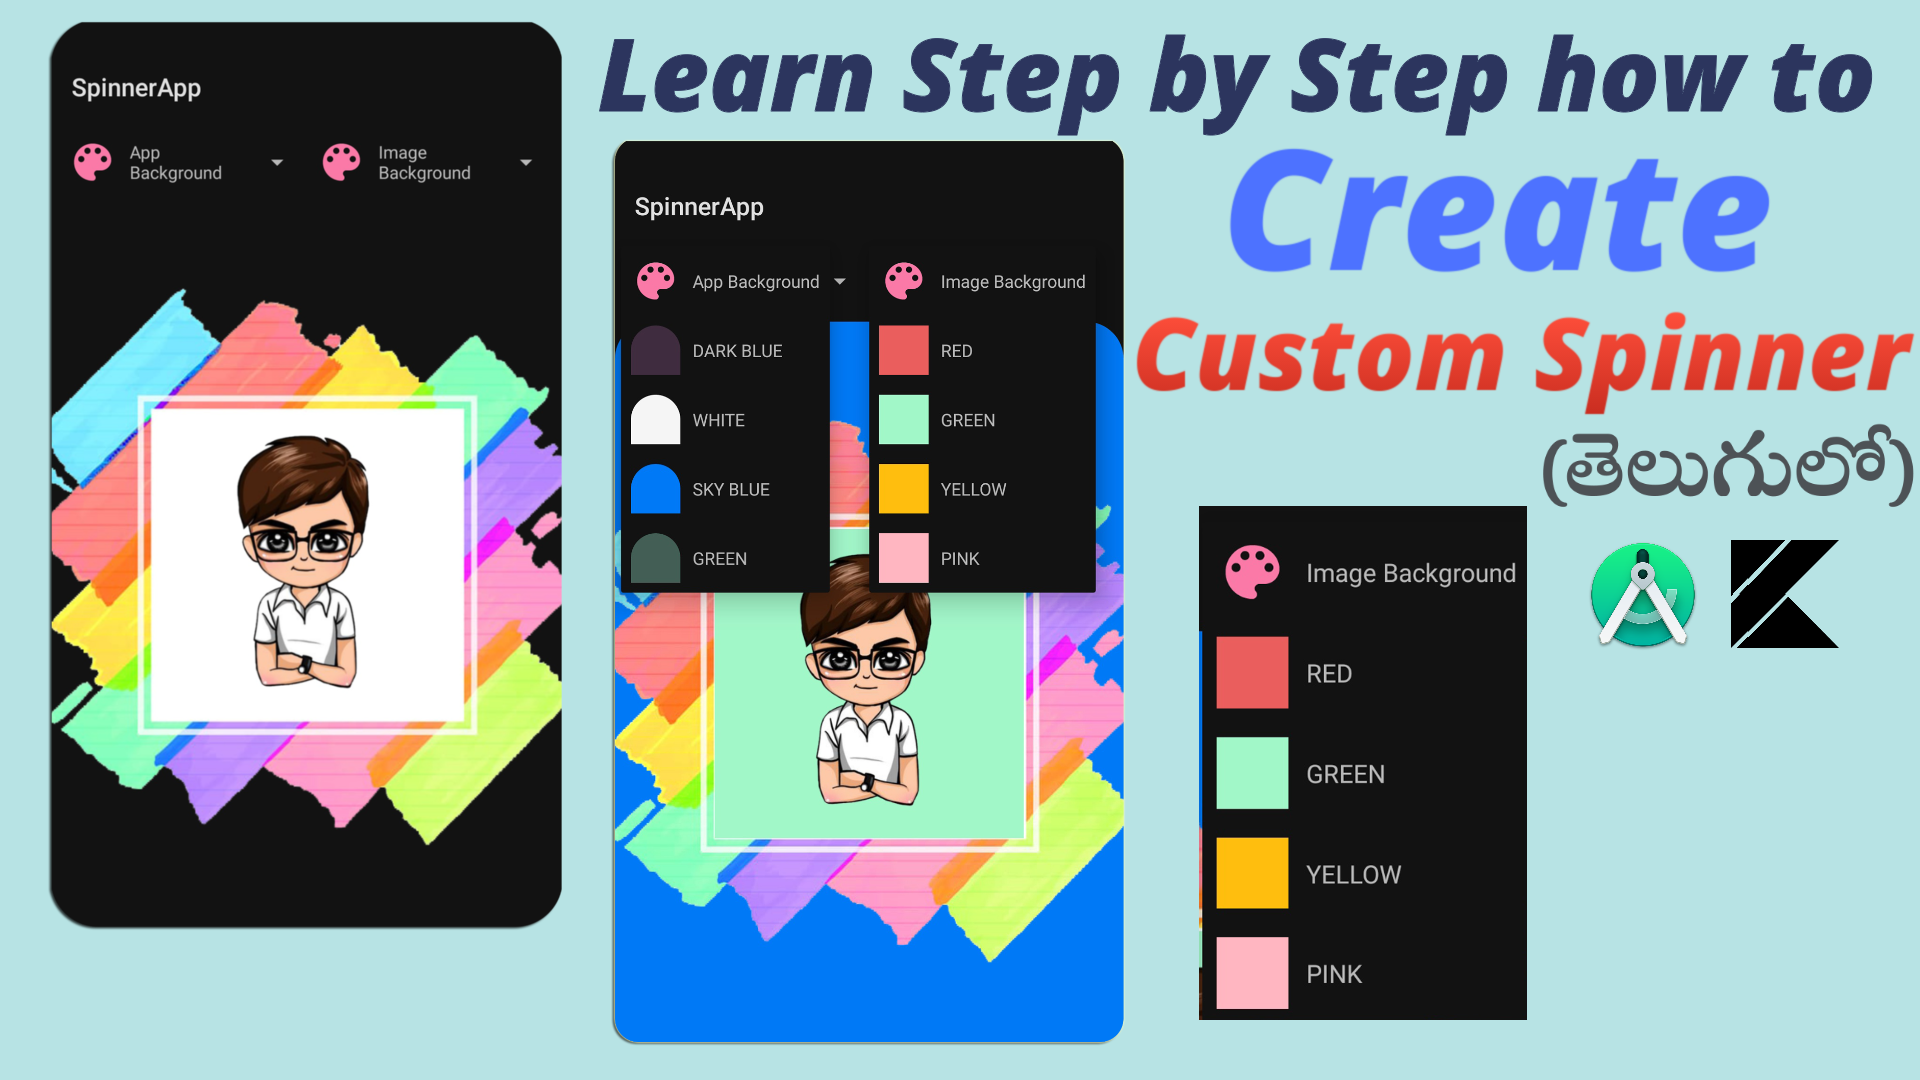 Learn Step by Step how to
Create
Custom Spinner
(తెలుగులో)
SpinnerApp
App
Background
Image
Background
SpinnerApp
App Background
DARK BLUE
WHITE
SKY BLUE
GREEN
Image Background
RED
GREEN
YELLOW
PINK
Image Background
RED
GREEN
YELLOW
PINK